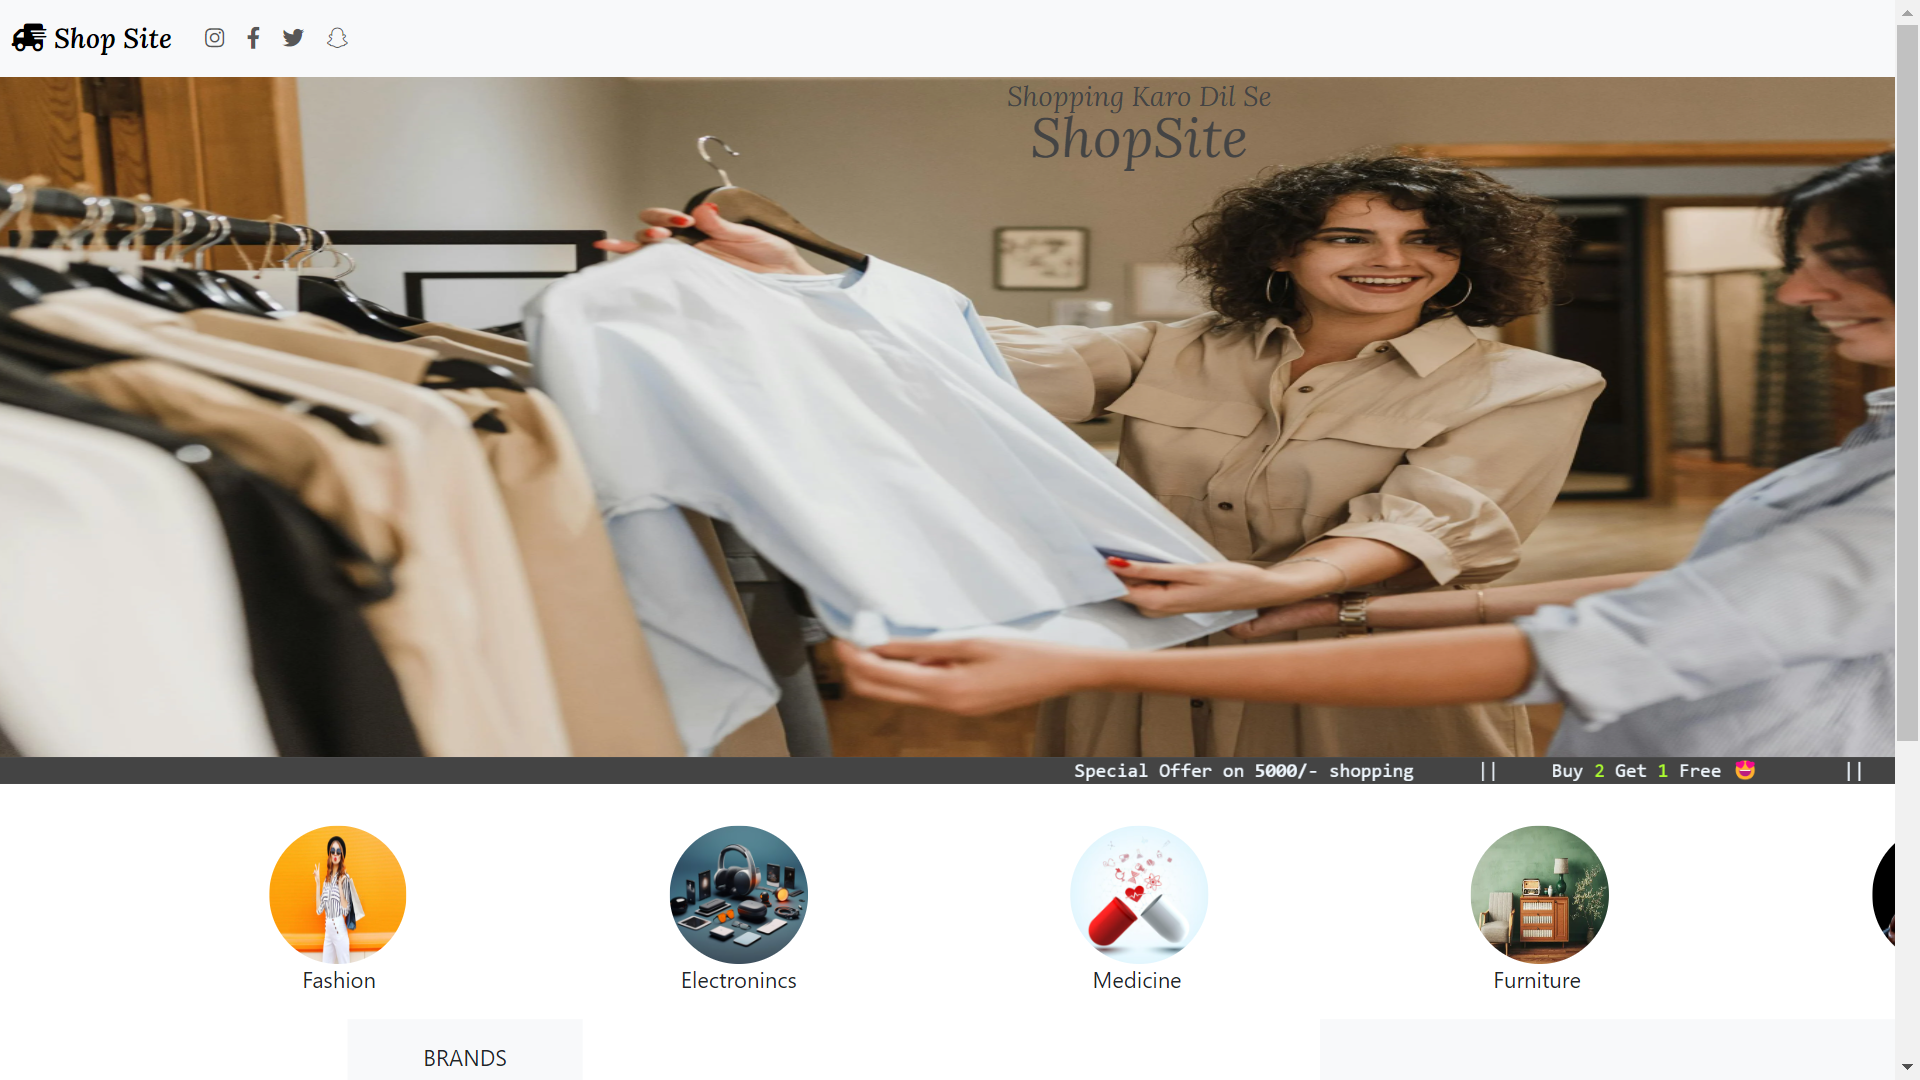 Shop Site
Shopping Karo Dil Se
ShopSite
Special Offer on 5000/- shopping || Buy 2 Get 1 Free 🤩 ||
Fashion
Electronincs
Medicine
Furniture
BRANDS